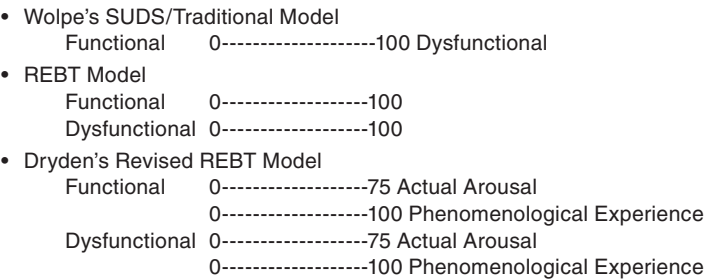 • Wolpe's SUDS/Traditional Model
Functional 0--------------------100 Dysfunctional
• REBT Model
Functional 0-------------------100
Dysfunctional 0-------------------100
• Dryden's Revised REBT Model
Functional 0-------------------75 Actual Arousal
0-------------------100 Phenomenological Experience
Dysfunctional 0-------------------75 Actual Arousal
0-------------------100 Phenomenological Experience